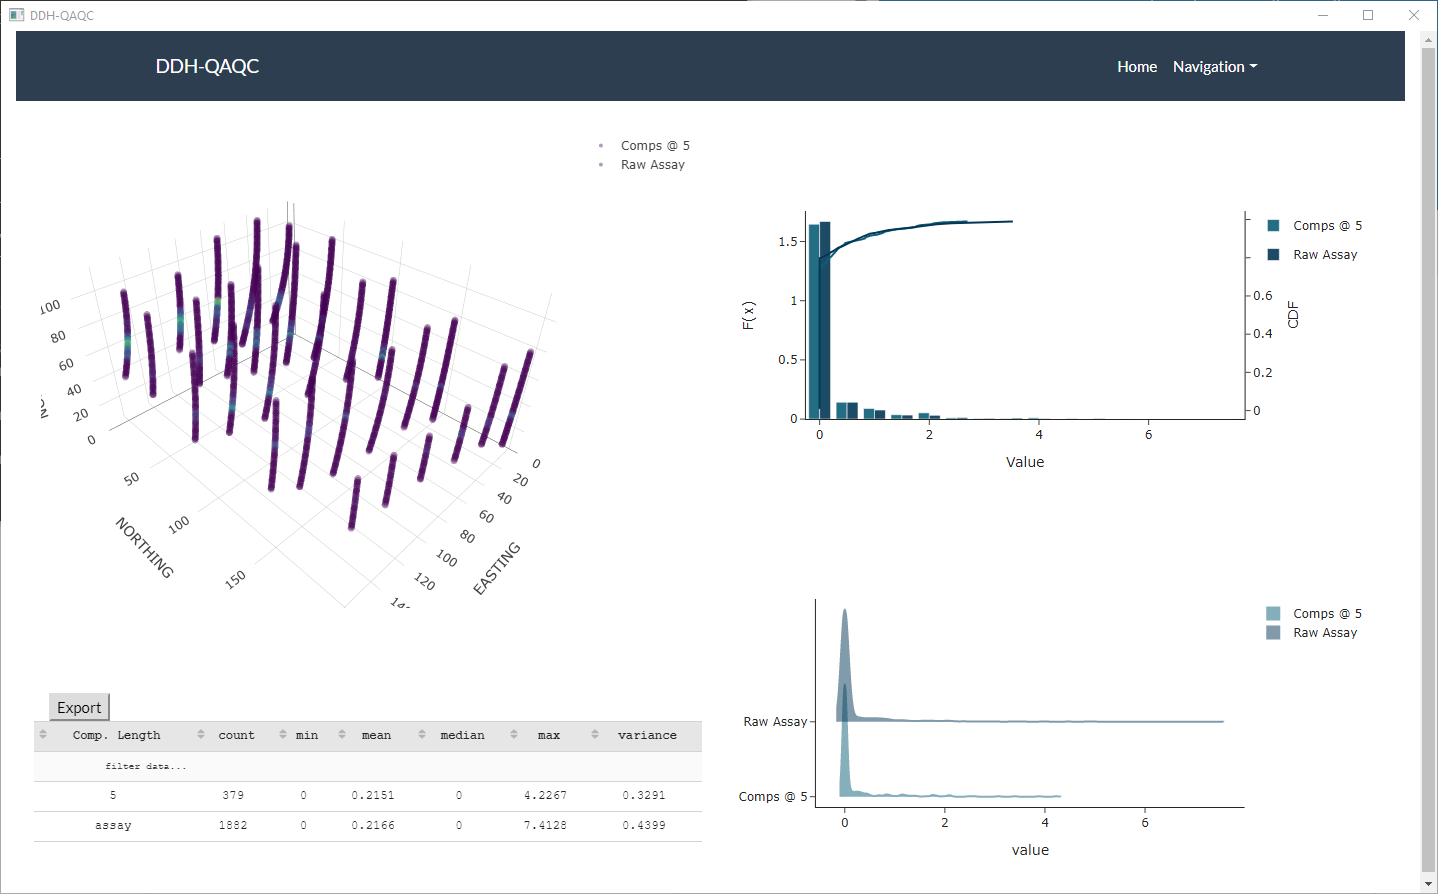 DDH-QAQC
DDH-QAQC
Home Navigation
Comps @ 5
Raw Assay
100
80
60
40
20
0
50
100
150
NORTHING
0
20
40
60
80
100
120
EASTING
Comps @ 5
Raw Assay
F(x)
1.5
1
0.5
0
0 2 4 6
Value
0.6
0.4
0.2
0
CDF
Export
Comp. Length count min mean median max variance
filter data...
5 379 0 0.2151 0 4.2267 0.3291
assay 1882 0 0.2166 0 7.4128 0.4399
Comps @ 5
Raw Assay
Raw Assay
Comps @ 5
0 2 4 6
value